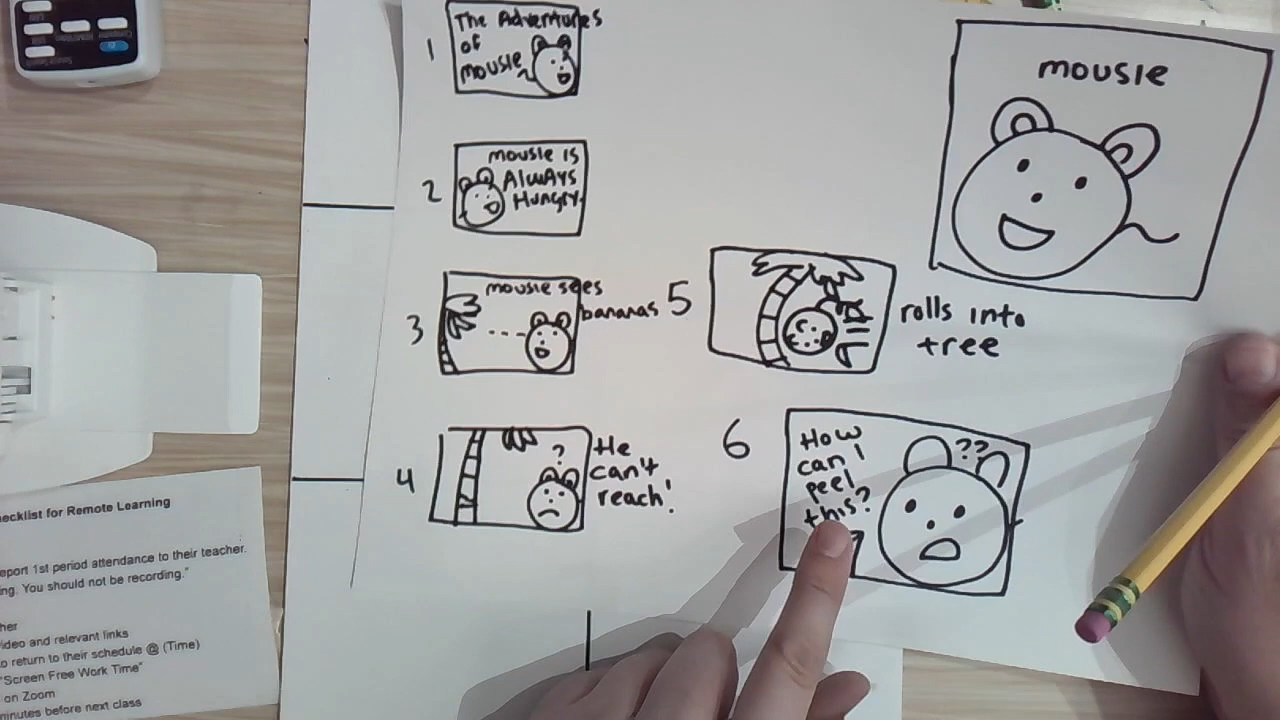 1
The Adventures
of
mousie
2
mousie is
Always
Hungry.
3
mousie sees
bananas
4
?
He
can't
reach!
5
rolls into
tree
6
How
can I
peel
this?
??
mousie
ecklist for Remote Learning
eport 1st period attendance to their teacher.
ng. You should not be recording."
her
video and relevant links
o return to their schedule @ (Time)
"Screen Free Work Time"
on Zoom
minutes before next class